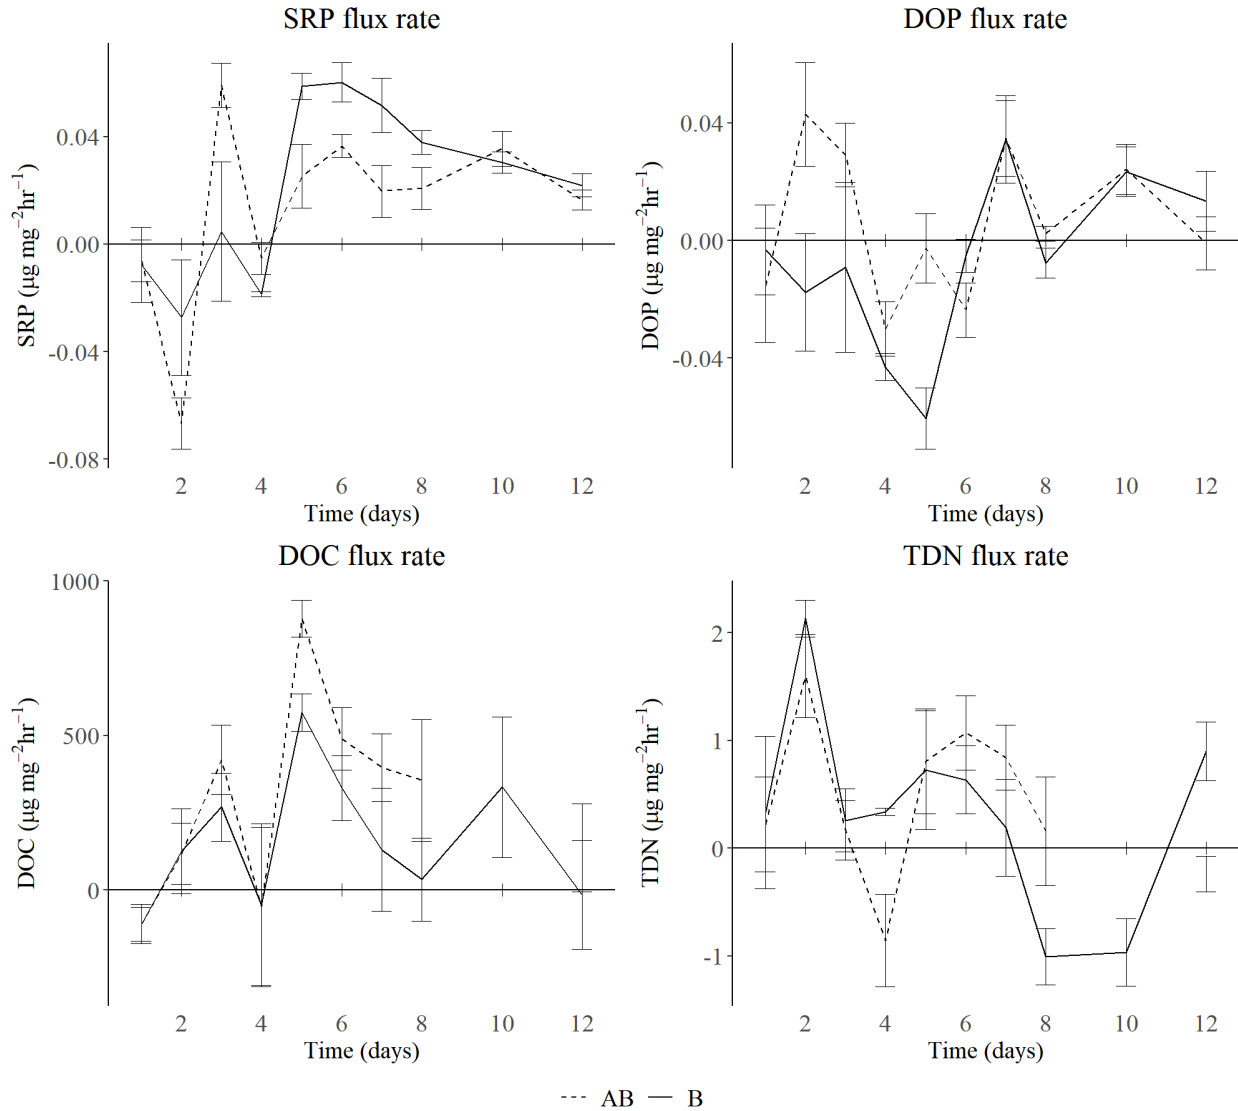 SRP flux rate
SRP (μg mg⁻²hr⁻¹)
0.04
0.00
-0.04
-0.08
2 4 6 8 10 12
Time (days)
DOP flux rate
DOP (μg mg⁻²hr⁻¹)
0.04
0.00
-0.04
2 4 6 8 10 12
Time (days)
DOC flux rate
DOC (μg mg⁻²hr⁻¹)
1000
500
0
2 4 6 8 10 12
Time (days)
TDN flux rate
TDN (μg mg⁻²hr⁻¹)
2
1
0
-1
2 4 6 8 10 12
Time (days)
AB B